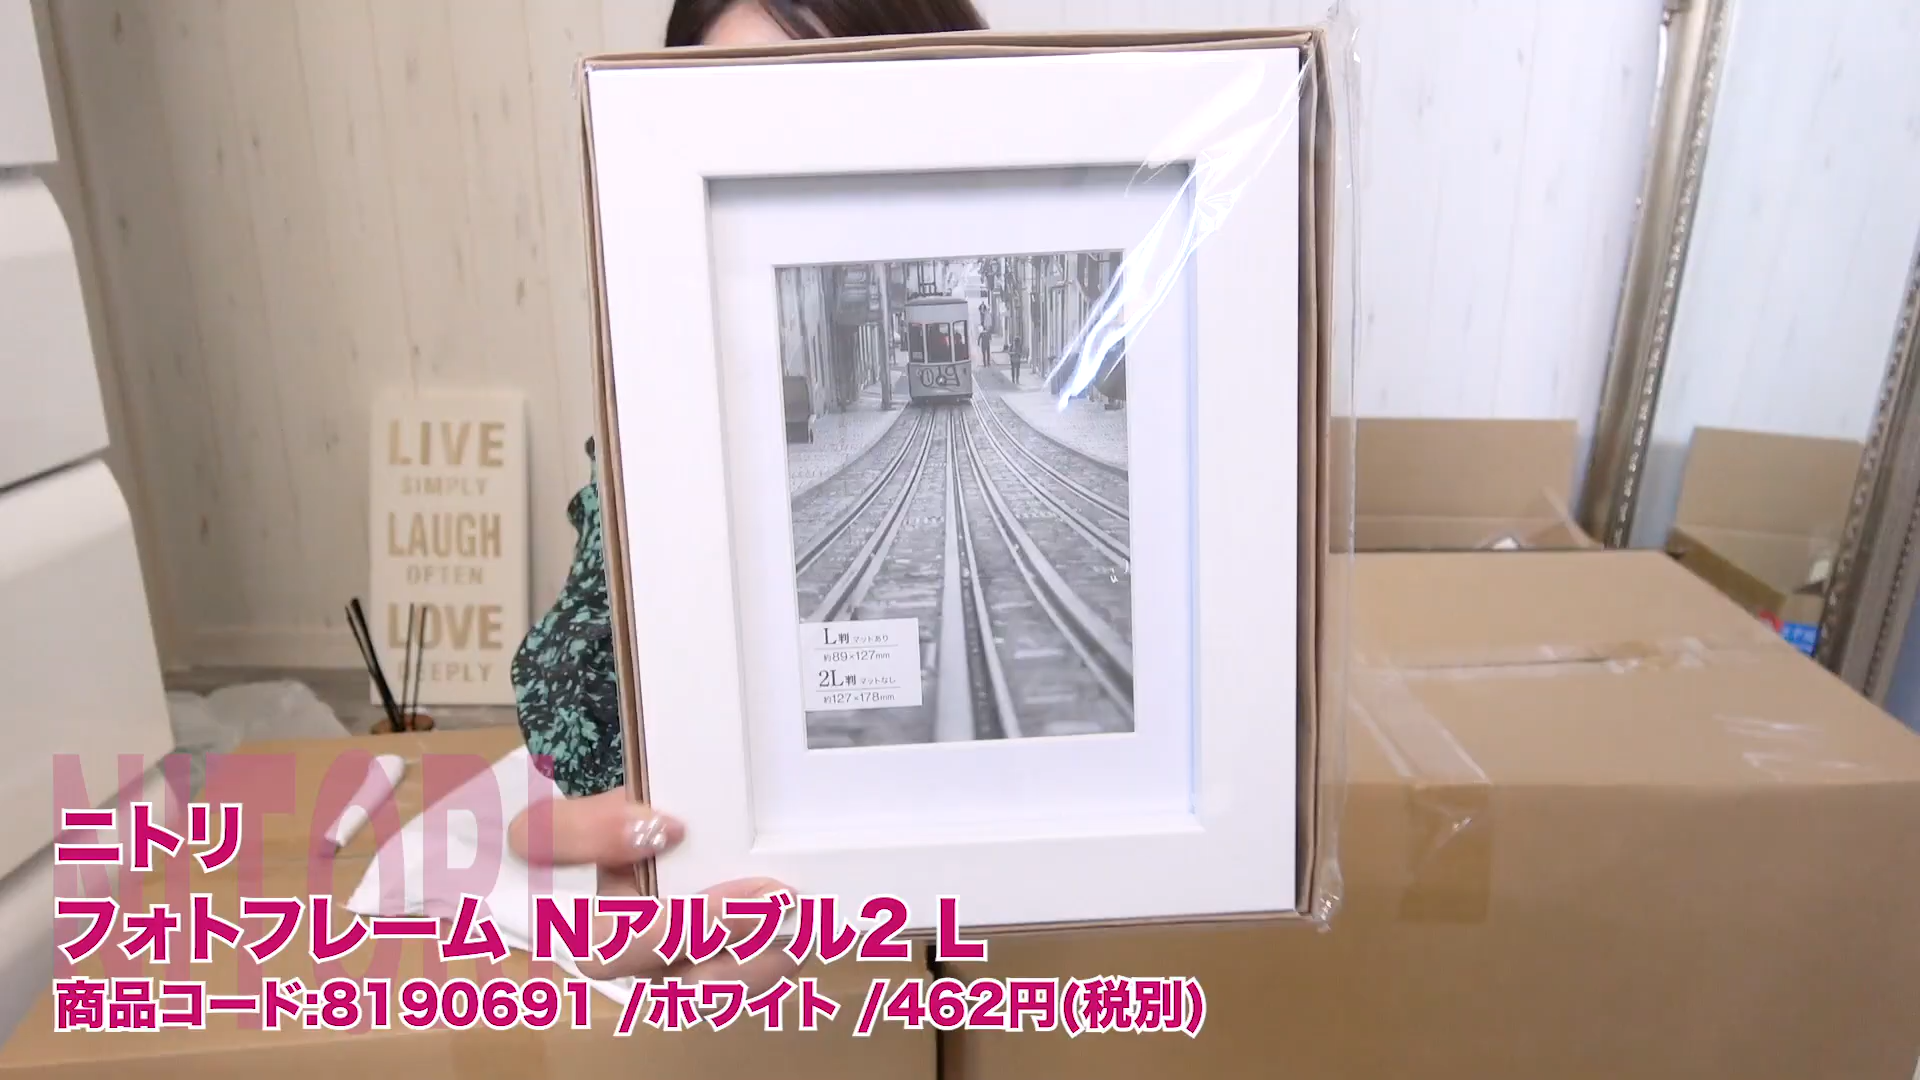 LIVE
SIMPLY
LAUGH
OFTEN
LOVE
DEEPLY
L判 マットあり
約89×127mm
2L判 マットなし
約127×178mm
NITORI
ニトリ
フォトフレーム Nアルブル2 L
商品コード:8190691 /ホワイト /462円(税別)